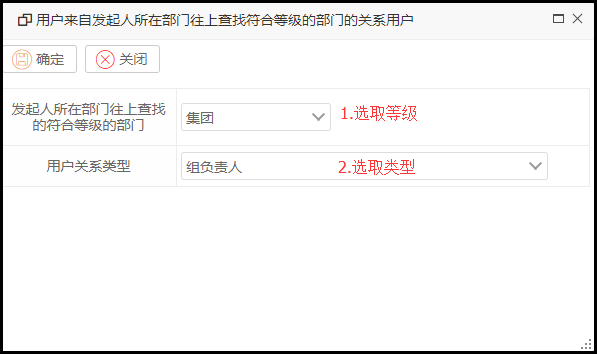 用户来自发起人所在部门往上查找符合等级的部门的关系用户
确定 关闭
发起人所在部门往上查找
的符合等级的部门
集团 1.选取等级
用户关系类型 组负责人 2.选取类型